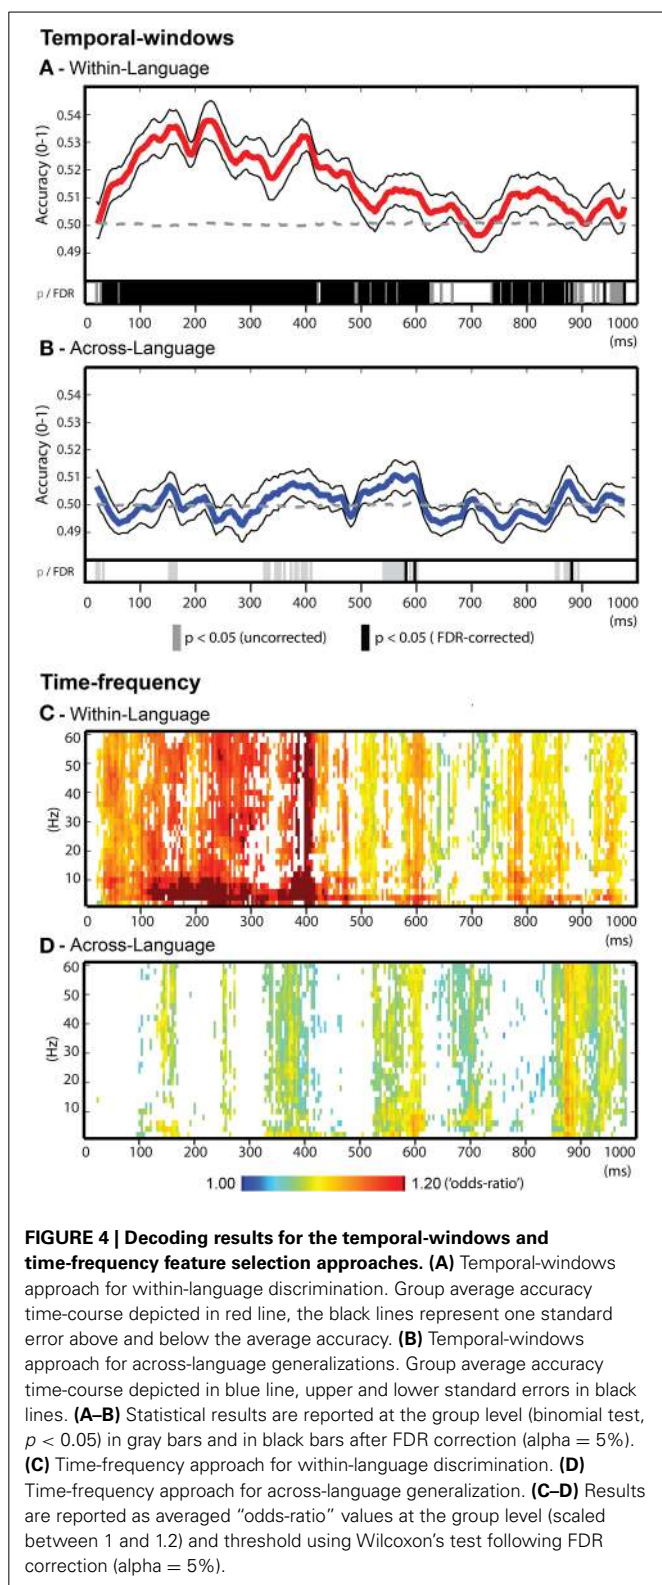 Temporal-windows
A - Within-Language
0.54
0.53
0.52
0.51
0.50
0.49
Accuracy (0-1)
p / FDR
0 100 200 300 400 500 600 700 800 900 1000
(ms)
B - Across-Language
0.54
0.53
0.52
0.51
0.50
0.49
Accuracy (0-1)
p / FDR
0 100 200 300 400 500 600 700 800 900 1000
(ms)
p < 0.05 (uncorrected) p < 0.05 ( FDR-corrected)
Time-frequency
C - Within-Language
60
50
40
30
20
10
(Hz)
0 100 200 300 400 500 600 700 800 900 1000
(ms)
D - Across-Language
60
50
40
30
20
10
(Hz)
0 100 200 300 400 500 600 700 800 900 1000
(ms)
1.00 1.20 ('odds-ratio')
FIGURE 4 | Decoding results for the temporal-windows and
time-frequency feature selection approaches. (A) Temporal-windows
approach for within-language discrimination. Group average accuracy
time-course depicted in red line, the black lines represent one standard
error above and below the average accuracy. (B) Temporal-windows
approach for across-language generalizations. Group average accuracy
time-course depicted in blue line, upper and lower standard errors in black
lines. (A–B) Statistical results are reported at the group level (binomial test,
p < 0.05) in gray bars and in black bars after FDR correction (alpha = 5%).
(C) Time-frequency approach for within-language discrimination. (D)
Time-frequency approach for across-language generalization. (C–D) Results
are reported as averaged “odds-ratio” values at the group level (scaled
between 1 and 1.2) and threshold using Wilcoxon’s test following FDR
correction (alpha = 5%).